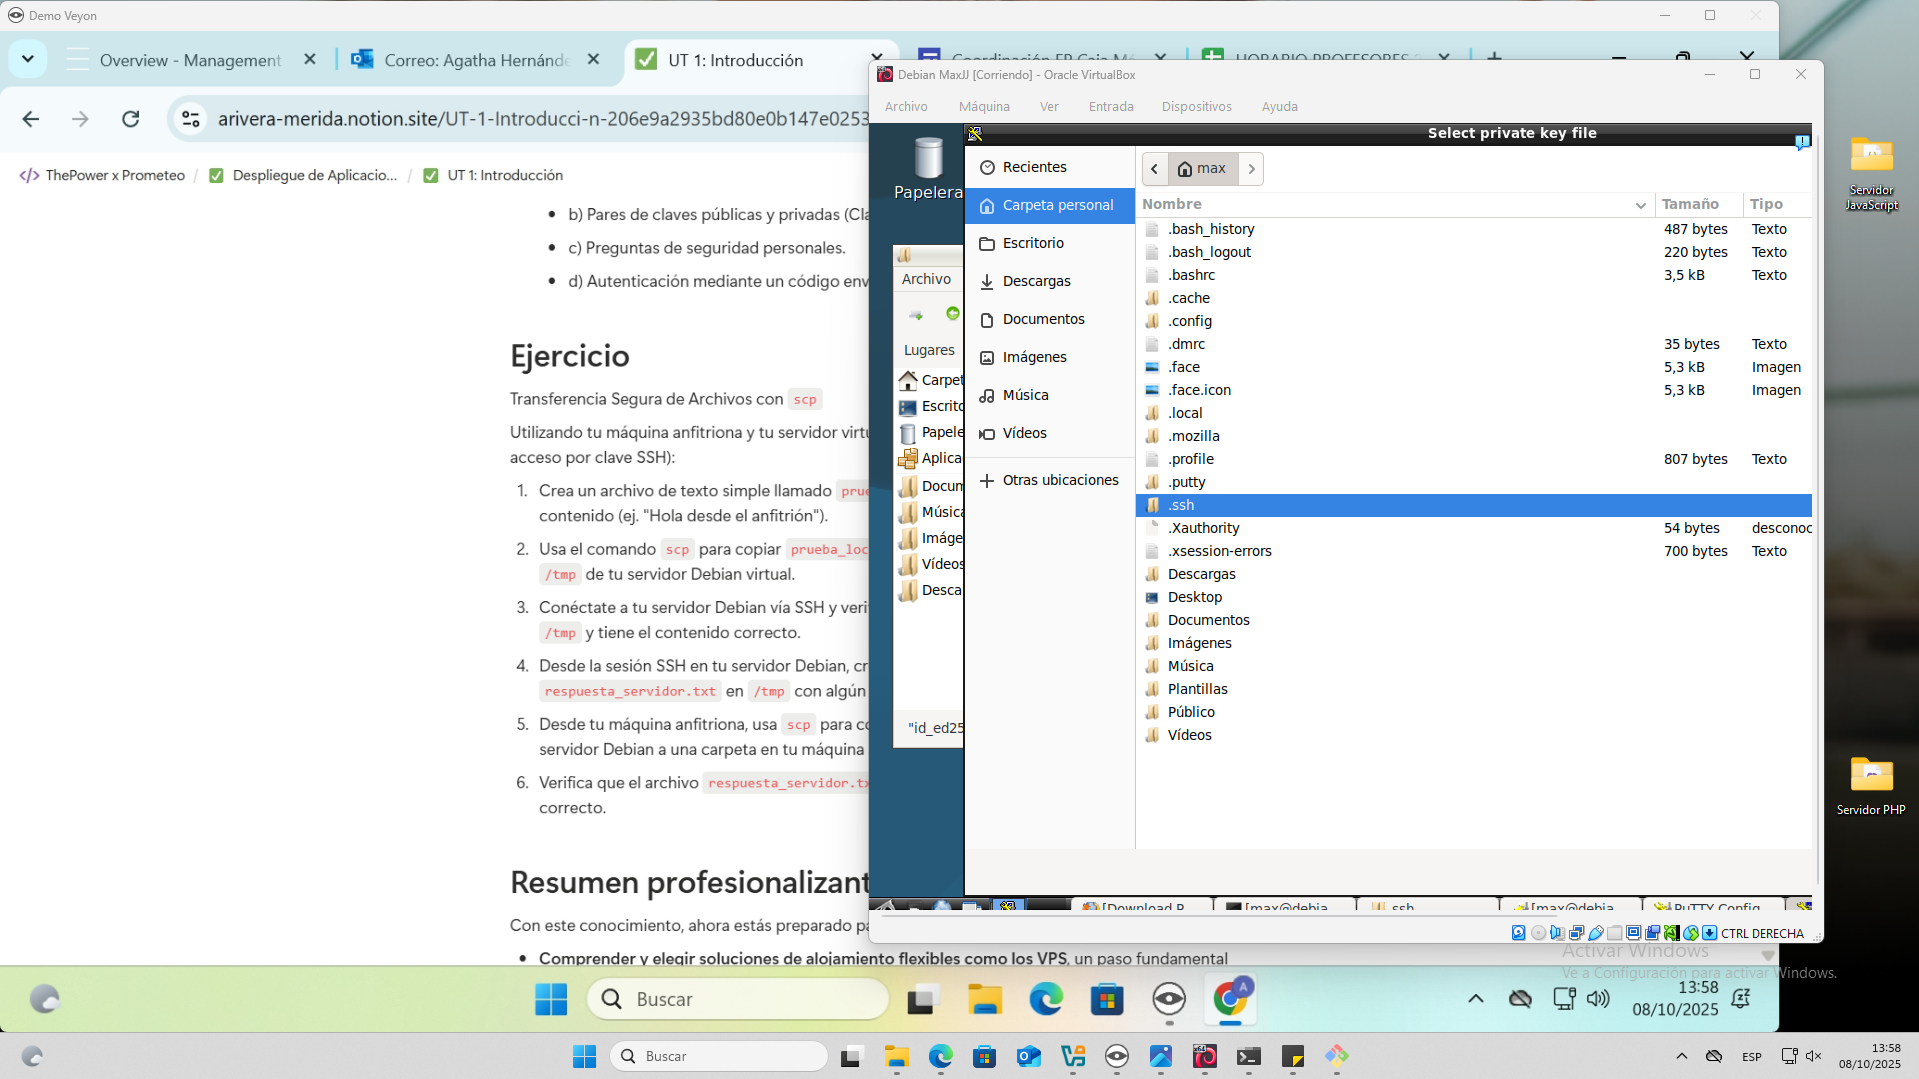 Demo Veyon
Overview - Management
Correo: Agatha Hernánde
UT 1: Introducción
Coordinación FP Caja Má
HORARIO PROFESORES 2
arivera-merida.notion.site/UT-1-Introducci-n-206e9a2935bd80e0b147e0253
ThePower x Prometeo / Despliegue de Aplicacio... / UT 1: Introducción
b) Pares de claves públicas y privadas (Cla
c) Preguntas de seguridad personales.
d) Autenticación mediante un código env
Ejercicio
Transferencia Segura de Archivos con scp
Utilizando tu máquina anfitriona y tu servidor virtu
acceso por clave SSH):
1. Crea un archivo de texto simple llamado prue
contenido (ej. "Hola desde el anfitrión").
2. Usa el comando scp para copiar prueba_loc
/tmp de tu servidor Debian virtual.
3. Conéctate a tu servidor Debian vía SSH y veri
/tmp y tiene el contenido correcto.
4. Desde la sesión SSH en tu servidor Debian, cr
respuesta_servidor.txt en /tmp con algún
5. Desde tu máquina anfitriona, usa scp para co
servidor Debian a una carpeta en tu máquina
6. Verifica que el archivo respuesta_servidor.tx
correcto.
Resumen profesionalizant
Con este conocimiento, ahora estás preparado pa
Comprender y elegir soluciones de alojamiento flexibles como los VPS, un paso fundamental
Debian MaxJJ [Corriendo] - Oracle VirtualBox
Archivo Máquina Ver Entrada Dispositivos Ayuda
Papelera
Archivo
Lugares
Carpet
Escrito
Papele
Aplica
Docum
Música
Imáge
Vídeos
Desca
"id_ed25
Select private key file
Recientes
Carpeta personal
Escritorio
Descargas
Documentos
Imágenes
Música
Vídeos
Otras ubicaciones
max
Nombre Tamaño Tipo
.bash_history 487 bytes Texto
.bash_logout 220 bytes Texto
.bashrc 3,5 kB Texto
.cache
.config
.dmrc 35 bytes Texto
.face 5,3 kB Imagen
.face.icon 5,3 kB Imagen
.local
.mozilla
.profile 807 bytes Texto
.putty
.ssh
.Xauthority 54 bytes desconoc
.xsession-errors 700 bytes Texto
Descargas
Desktop
Documentos
Imágenes
Música
Plantillas
Público
Vídeos
[Download P
[max@debia
ssh
[max@debia
PuTTY Config
CTRL DERECHA
Activar Windows
Ve a Configuración para activar Windows.
Servidor
JavaScript
Servidor PHP
Buscar
A
13:58
08/10/2025
Buscar
ESP
13:58
08/10/2025